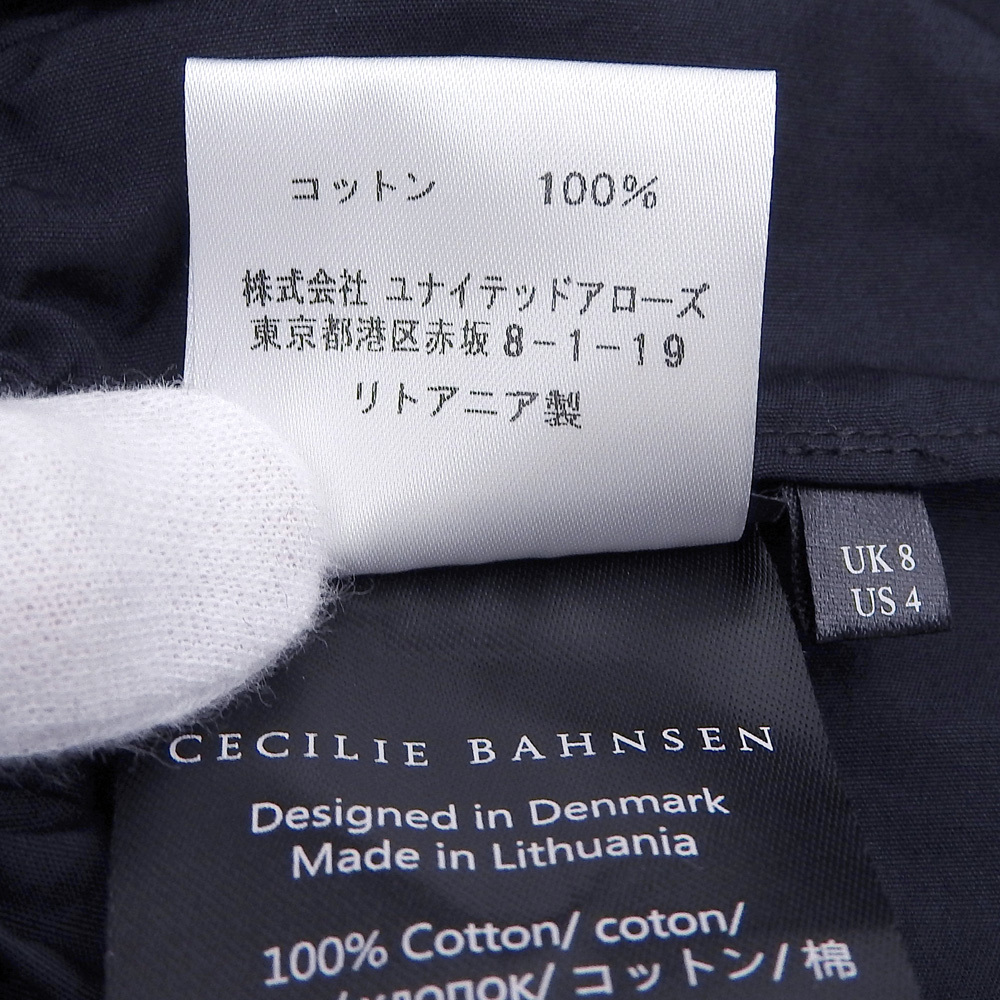 コットン 100%
株式会社 ユナイテッドアローズ
東京都港区赤坂8-1-19
リトアニア製
UK 8
US 4
CECILIE BAHNSEN
Designed in Denmark
Made in Lithuania
100% Cotton/ coton/
/хлопок/ コットン/ 棉